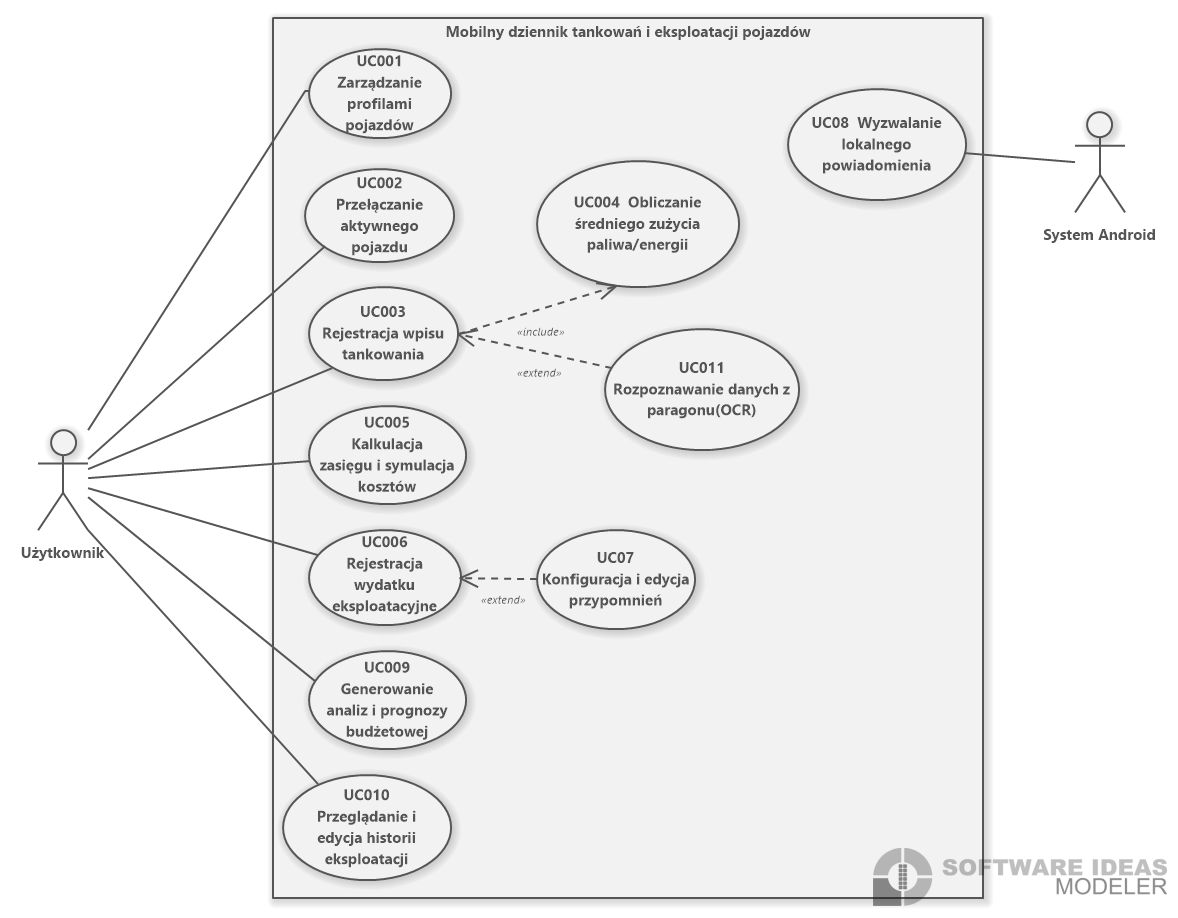 Mobilny dziennik tankowań i eksploatacji pojazdów
UC001
Zarządzanie
profilami
pojazdów
UC08 Wyzwalanie
lokalnego
powiadomienia
System Android
UC002
Przełączanie
aktywnego
pojazdu
UC004 Obliczanie
średniego zużycia
paliwa/energii
UC003
Rejestracja wpisu
tankowania
«include»
«extend»
UC011
Rozpoznawanie danych z
paragonu(OCR)
UC005
Kalkulacja
zasięgu i symulacja
kosztów
Użytkownik
UC006
Rejestracja
wydatku
eksploatacyjne
«extend»
UC07
Konfiguracja i edycja
przypomnień
UC009
Generowanie
analiz i prognozy
budżetowej
UC010
Przeglądanie i
edycja historii
eksploatacji
SOFTWARE IDEAS
MODELER